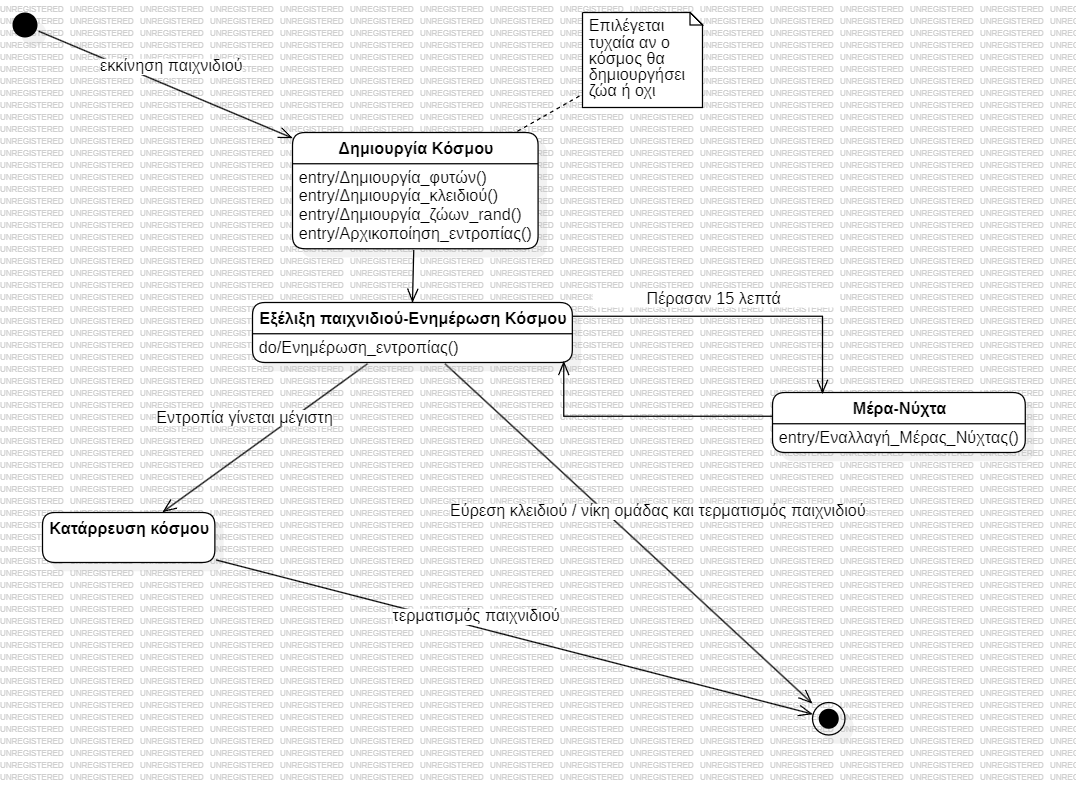 Επιλέγεται
τυχαία αν ο
κόσμος θα
δημιουργήσει
ζώα ή οχι
εκκίνηση παιχνιδιού
Δημιουργία Κόσμου
entry/Δημιουργία_φυτών()
entry/Δημιουργία_κλειδιού()
entry/Δημιουργία_ζώων_rand()
entry/Αρχικοποίηση_εντροπίας()
Πέρασαν 15 λεπτά
Εξέλιξη παιχνιδιού-Ενημέρωση Κόσμου
do/Ενημέρωση_εντροπίας()
Μέρα-Νύχτα
entry/Εναλλαγή_Μέρας_Νύχτας()
Εντροπία γίνεται μέγιστη
Εύρεση κλειδιού / νίκη ομάδας και τερματισμός παιχνιδιού
Κατάρρευση κόσμου
τερματισμός παιχνιδιού
UNREGISTERED